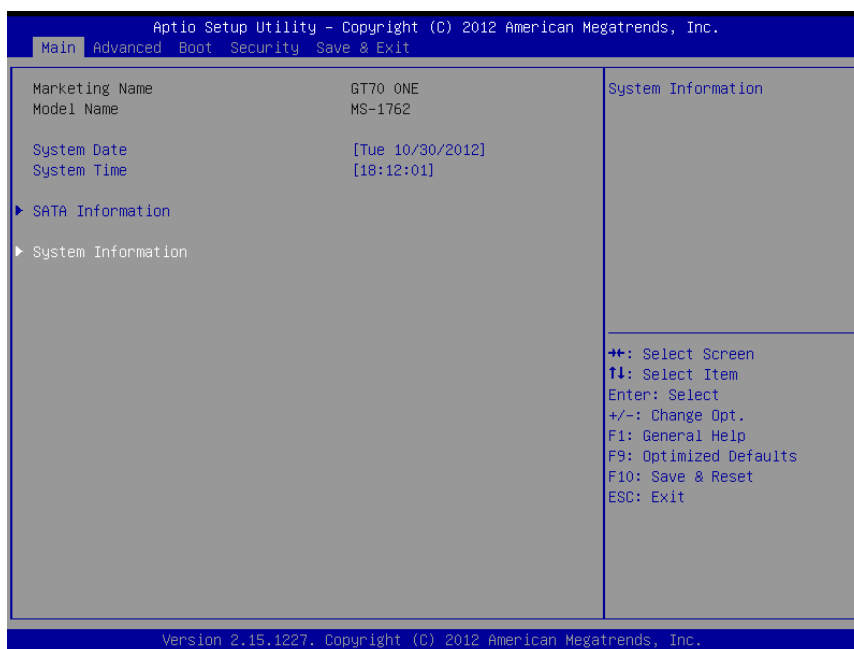 Aptio Setup Utility – Copyright (C) 2012 American Megatrends, Inc.
Main Advanced Boot Security Save & Exit
Marketing Name GT70 ONE
Model Name MS-1762
System Date [Tue 10/30/2012]
System Time [18:12:01]
SATA Information
System Information
System Information
→←: Select Screen
↑↓: Select Item
Enter: Select
+/-: Change Opt.
F1: General Help
F9: Optimized Defaults
F10: Save & Reset
ESC: Exit
Version 2.15.1227. Copyright (C) 2012 American Megatrends, Inc.